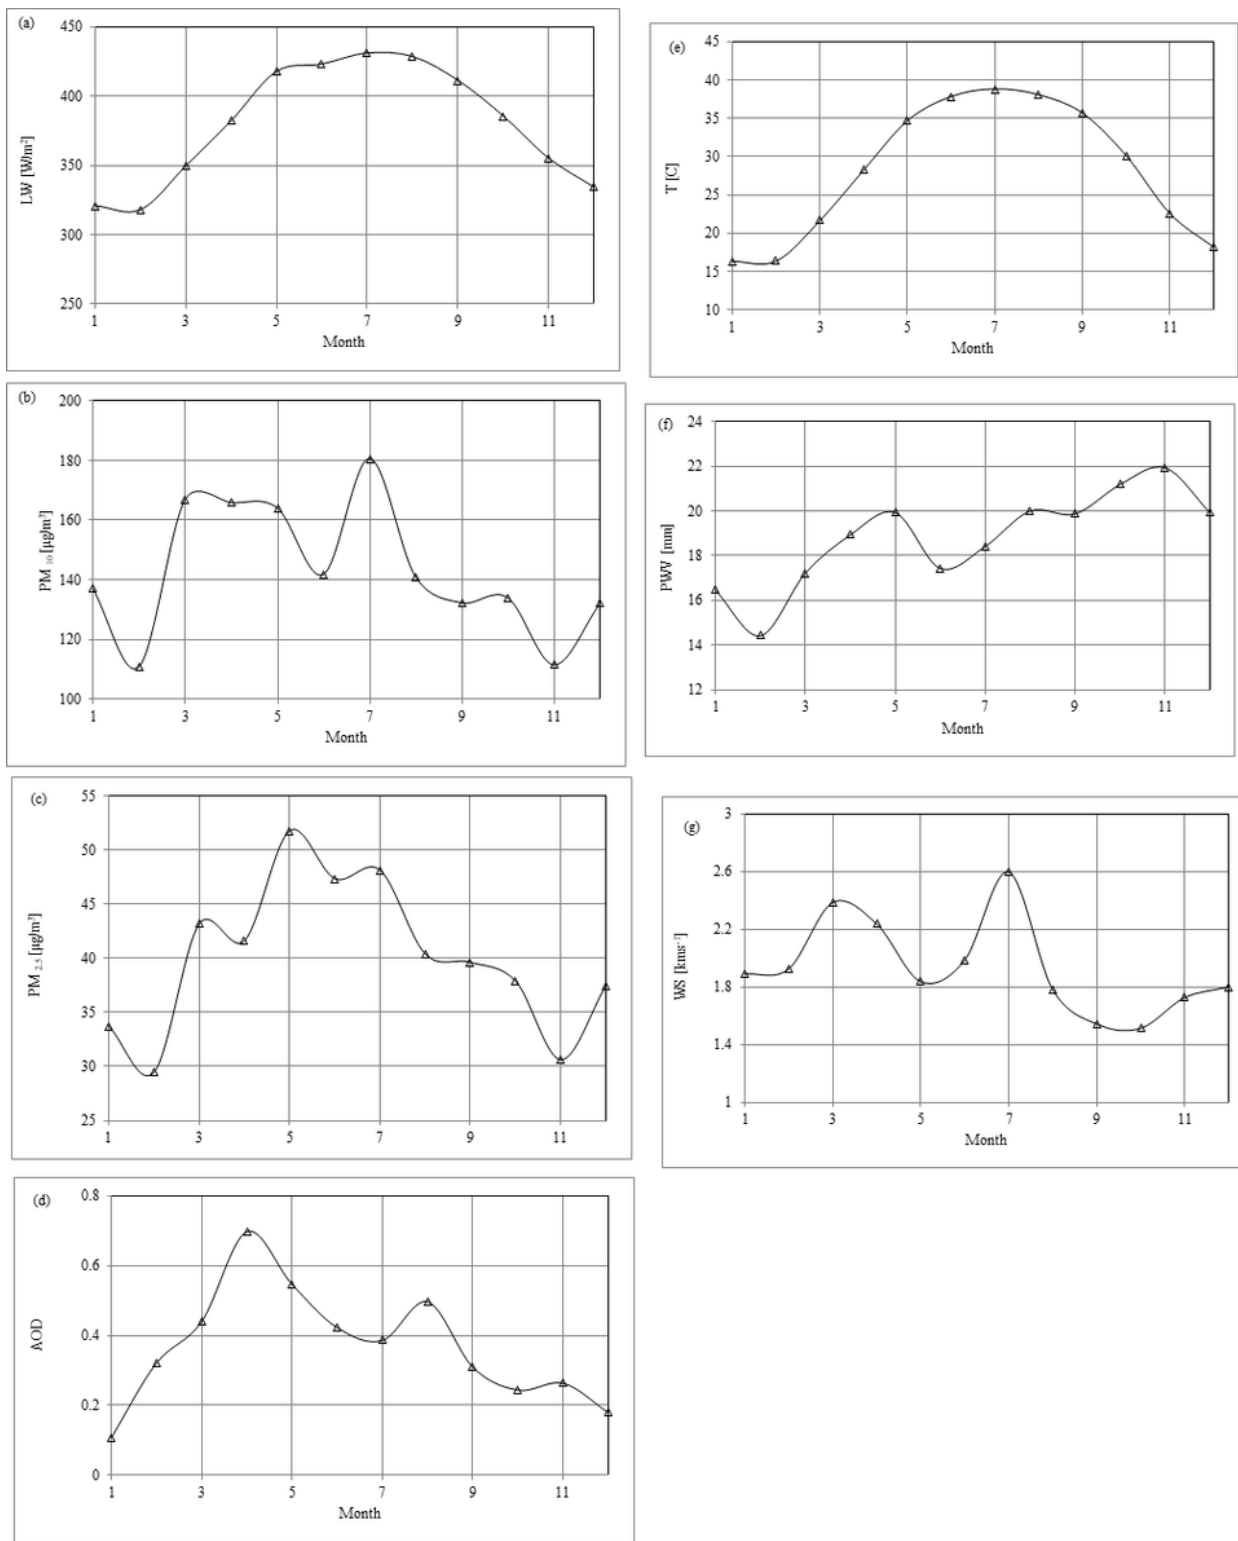 (a)
LW [W/m²]
450
400
350
300
250
1 3 5 7 9 11
Month
(b)
PM 10 [µg/m³]
200
180
160
140
120
100
1 3 5 7 9 11
Month
(c)
PM 2.5 [µg/m³]
55
50
45
40
35
30
25
1 3 5 7 9 11
(d)
AOD
0.8
0.6
0.4
0.2
0
1 3 5 7 9 11
Month
(e)
T [C]
45
40
35
30
25
20
15
10
1 3 5 7 9 11
Month
(f)
PWV [mm]
24
22
20
18
16
14
12
1 3 5 7 9 11
Month
(g)
WS [kms⁻¹]
3
2.6
2.2
1.8
1.4
1
1 3 5 7 9 11
Month